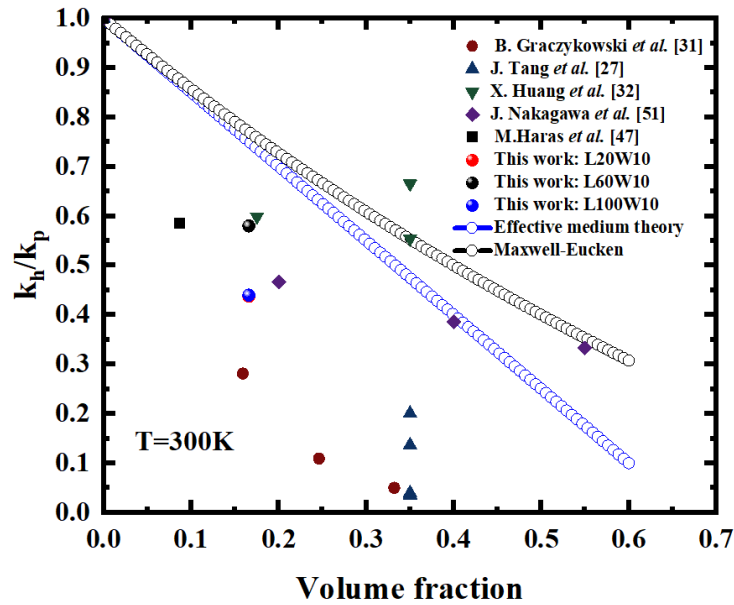 B. Graczykowski et al. [31]
J. Tang et al. [27]
X. Huang et al. [32]
J. Nakagawa et al. [51]
M.Haras et al. [47]
This work: L20W10
This work: L60W10
This work: L100W10
Effective medium theory
Maxwell-Eucken
1.0
0.9
0.8
0.7
0.6
0.5
0.4
0.3
0.2
0.1
0.0
kh/kp
T=300K
0.0 0.1 0.2 0.3 0.4 0.5 0.6 0.7
Volume fraction